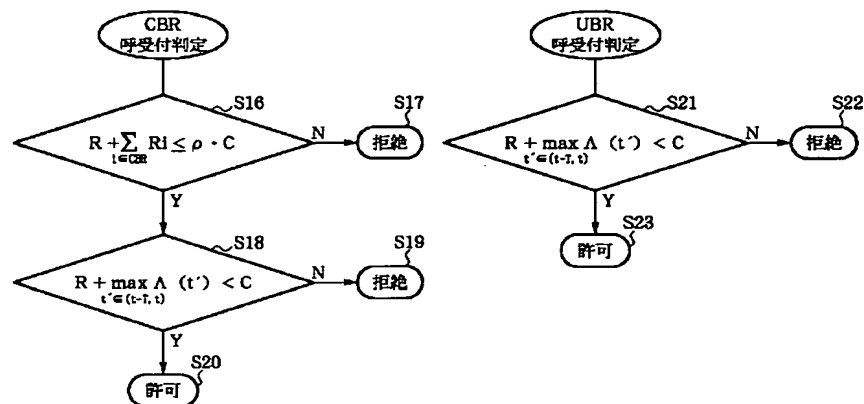 CBR
呼受付判定
S16
R + Σ Ri ≤ ρ・C
i∈CBR
N
S17
拒絶
Y
S18
R + max Λ (t´) < C
t´∈(t-T, t)
N
S19
拒絶
Y
S20
許可
UBR
呼受付判定
S21
R + max Λ (t´) < C
t´∈(t-T, t)
N
S22
拒絶
Y
S23
許可